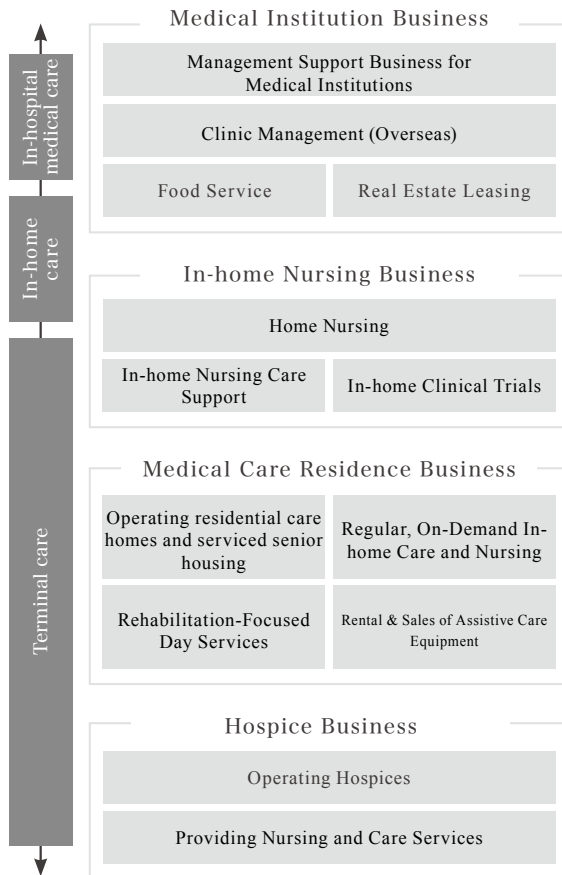 Medical Institution Business
In-hospital
medical care
Management Support Business for
Medical Institutions
Clinic Management (Overseas)
Food Service
Real Estate Leasing
In-home
care
In-home Nursing Business
Home Nursing
In-home Nursing Care
Support
In-home Clinical Trials
Terminal care
Medical Care Residence Business
Operating residential care
homes and serviced senior
housing
Regular, On-Demand In-
home Care and Nursing
Rehabilitation-Focused
Day Services
Rental & Sales of Assistive Care
Equipment
Hospice Business
Operating Hospices
Providing Nursing and Care Services